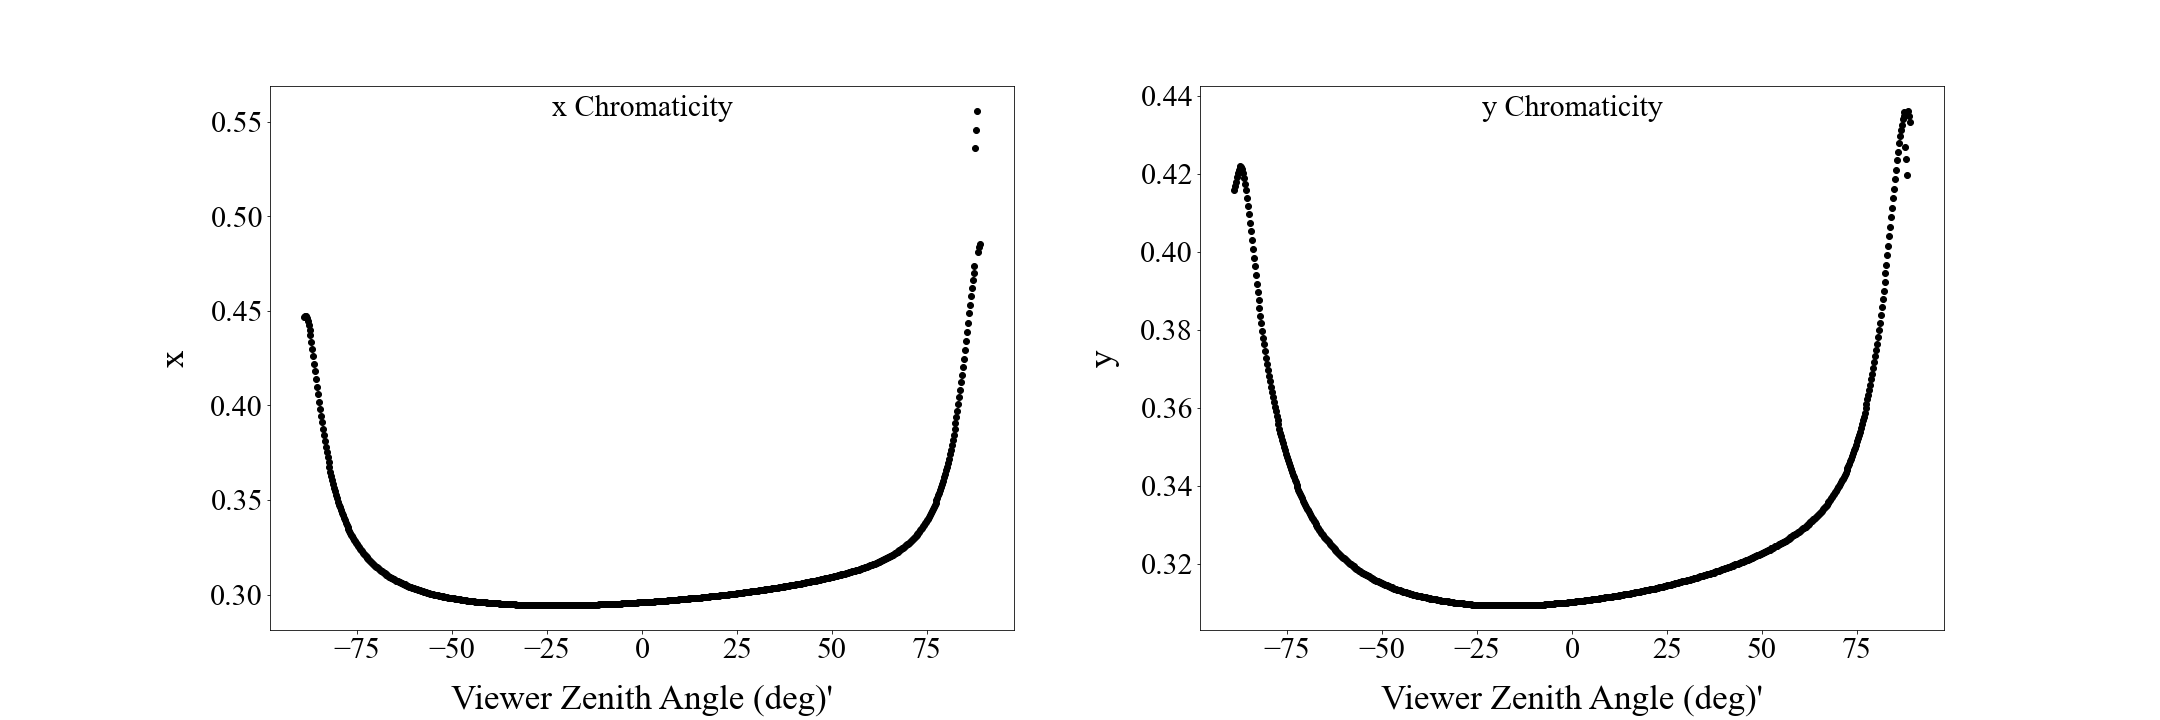 x Chromaticity
0.55
0.50
0.45
0.40
0.35
0.30
x
−75 −50 −25 0 25 50 75
Viewer Zenith Angle (deg)'
y Chromaticity
0.44
0.42
0.40
0.38
0.36
0.34
0.32
y
−75 −50 −25 0 25 50 75
Viewer Zenith Angle (deg)'